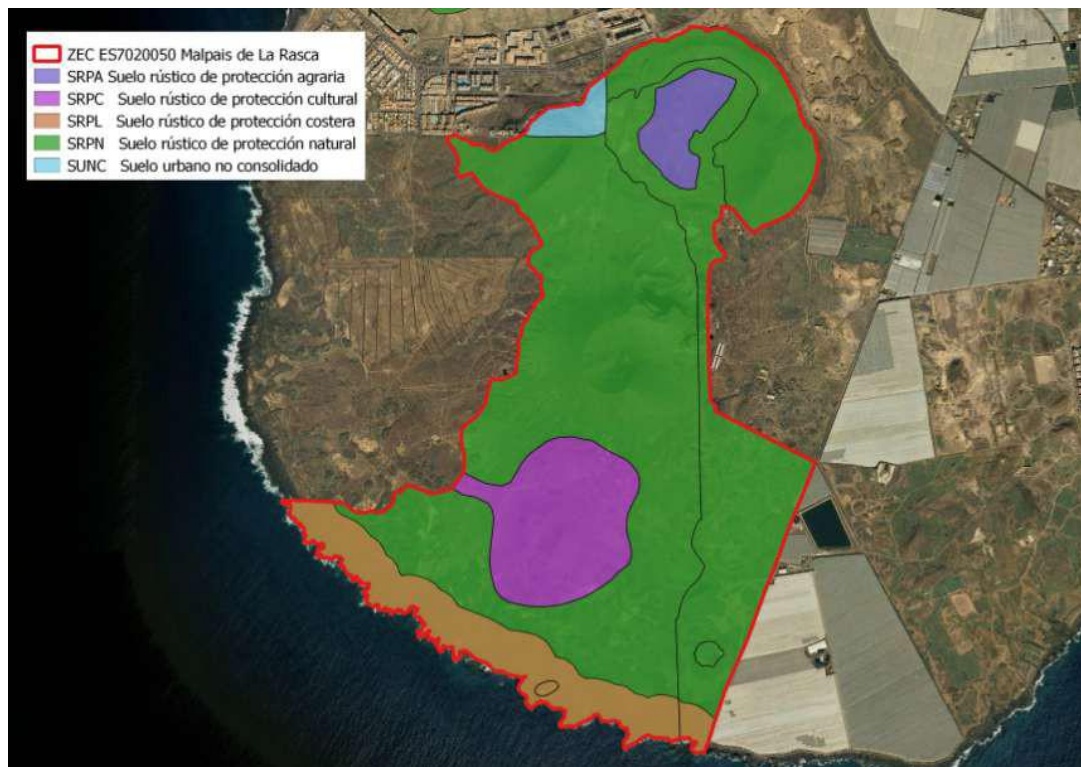 ZEC ES7020050 Malpais de La Rasca
SRPA Suelo rústico de protección agraria
SRPC Suelo rústico de protección cultural
SRPL Suelo rústico de protección costera
SRPN Suelo rústico de protección natural
SUNC Suelo urbano no consolidado